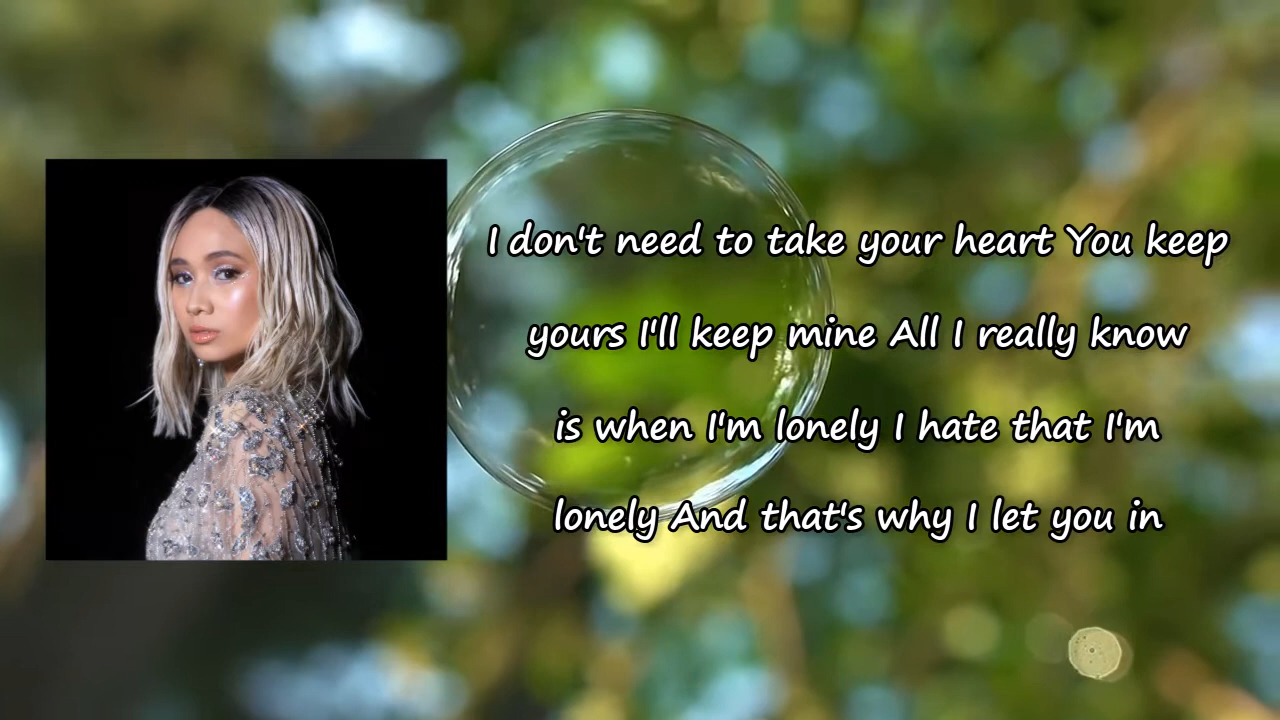 I don't need to take your heart You keep
yours I'll keep mine All I really know
is when I'm lonely I hate that I'm
lonely And that's why I let you in